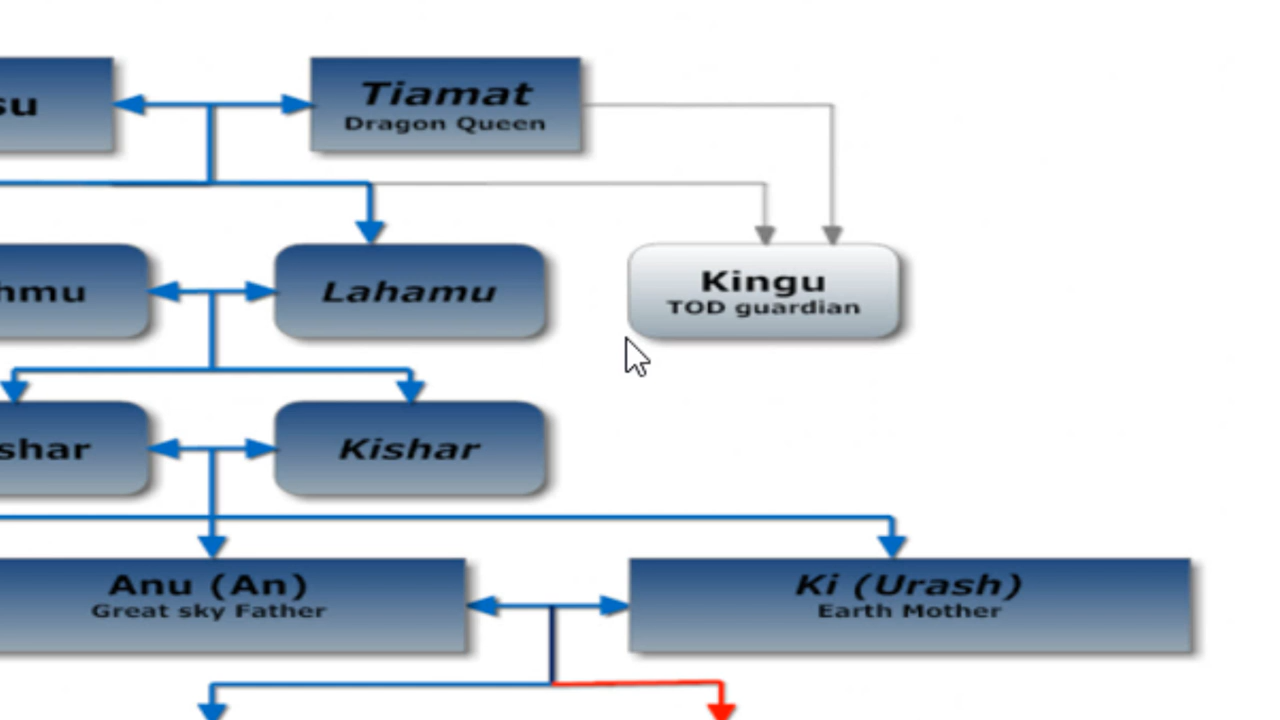 su
Tiamat
Dragon Queen
hmu
Lahamu
Kingu
TOD guardian
shar
Kishar
Anu (An)
Great sky Father
Ki (Urash)
Earth Mother